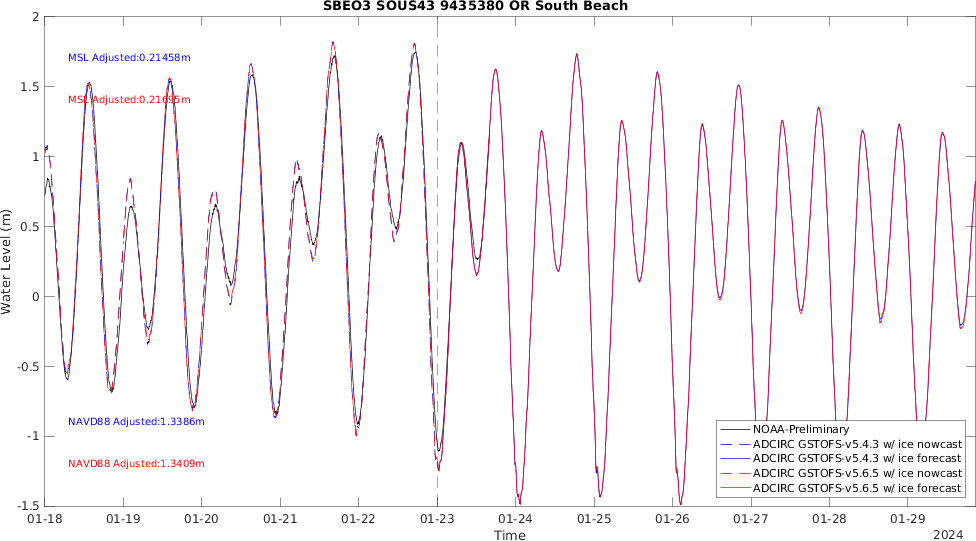 SBEO3 SOUS43 9435380 OR South Beach
2
1.5
1
0.5
0
-0.5
-1
-1.5
Water Level (m)
MSL Adjusted:0.21458m
MSL Adjusted:0.21695m
NAVD88 Adjusted:1.3386m
NAVD88 Adjusted:1.3409m
NOAA-Preliminary
ADCIRC GSTOFS-v5.4.3 w/ ice nowcast
ADCIRC GSTOFS-v5.4.3 w/ ice forecast
ADCIRC GSTOFS-v5.6.5 w/ ice nowcast
ADCIRC GSTOFS-v5.6.5 w/ ice forecast
01-18 01-19 01-20 01-21 01-22 01-23 01-24 01-25 01-26 01-27 01-28 01-29
Time
2024